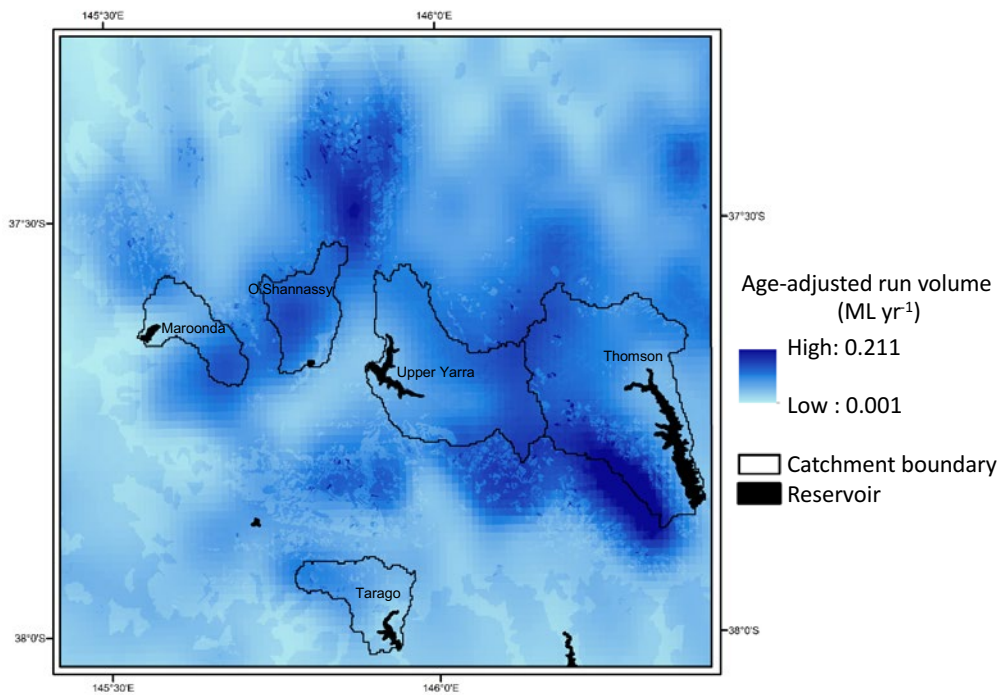 145°30'E 146°0'E
37°30'S
37°30'S
O'Shannassy
Maroonda
Thomson
Upper Yarra
Tarago
38°0'S
38°0'S
145°30'E 146°0'E
Age-adjusted run volume
(ML yr-1)
High: 0.211
Low : 0.001
Catchment boundary
Reservoir